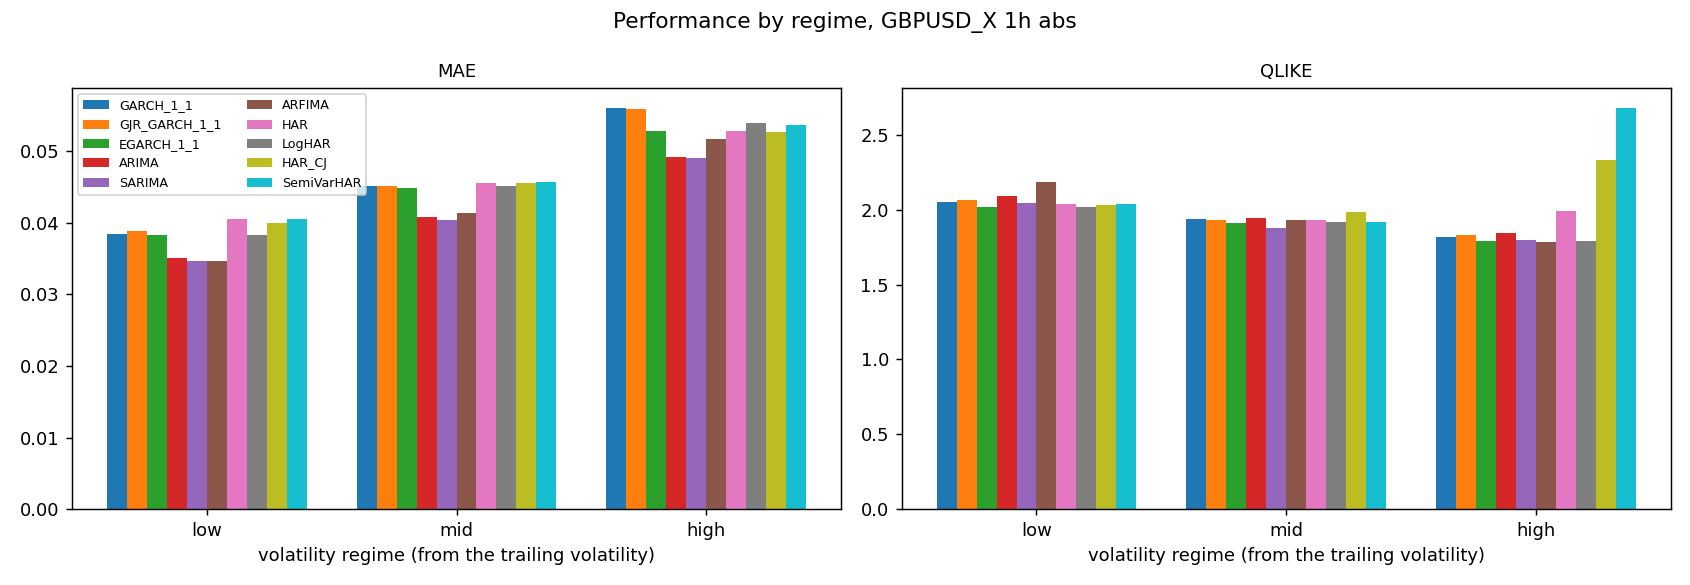 Performance by regime, GBPUSD_X 1h abs
MAE
GARCH_1_1
GJR_GARCH_1_1
EGARCH_1_1
ARIMA
SARIMA
ARFIMA
HAR
LogHAR
HAR_CJ
SemiVarHAR
0.05
0.04
0.03
0.02
0.01
0.00
low
mid
high
volatility regime (from the trailing volatility)
QLIKE
2.5
2.0
1.5
1.0
0.5
0.0
low
mid
high
volatility regime (from the trailing volatility)